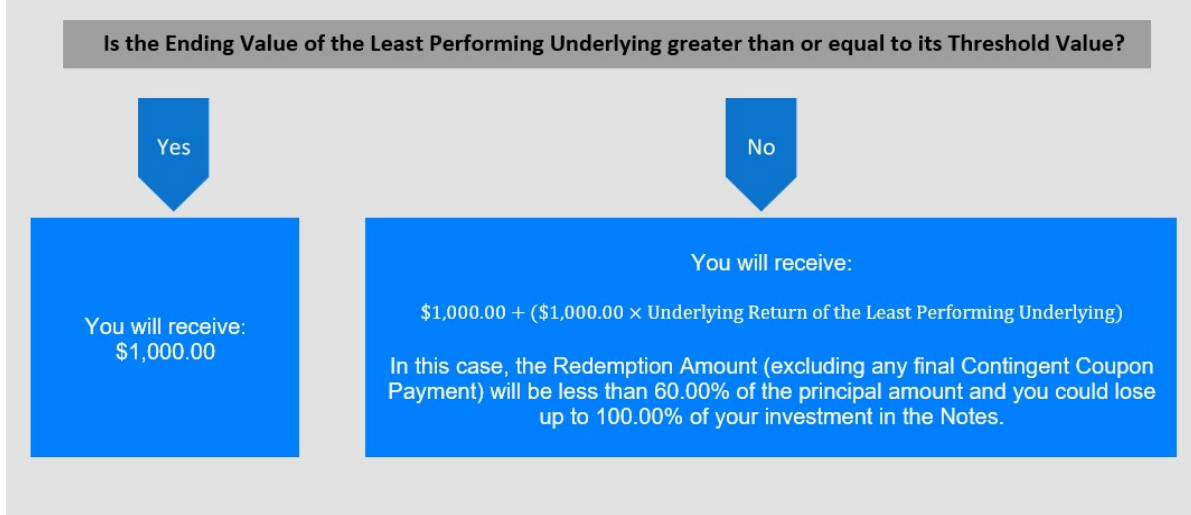 Is the Ending Value of the Least Performing Underlying greater than or equal to its Threshold Value?
Yes
No
You will receive:
$1,000.00
You will receive:
$1,000.00 + ($1,000.00 × Underlying Return of the Least Performing Underlying)
In this case, the Redemption Amount (excluding any final Contingent Coupon
Payment) will be less than 60.00% of the principal amount and you could lose
up to 100.00% of your investment in the Notes.